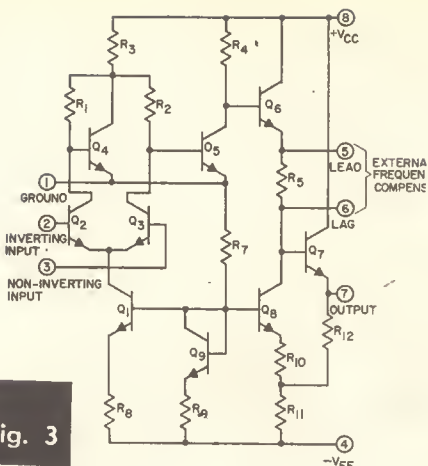 8
+VCC
R3
R4
R1
R2
Q6
Q4
Q5
5
LEAD
EXTERNA
FREQUEN
COMPENS
1
GROUND
R5
6
LAG
Q2
Q3
2
INVERTING
INPUT
R7
Q7
3
NON-INVERTING
INPUT
7
OUTPUT
Q1
Q8
R12
Q9
R10
R8
R9
R11
ig. 3
4
-VEE